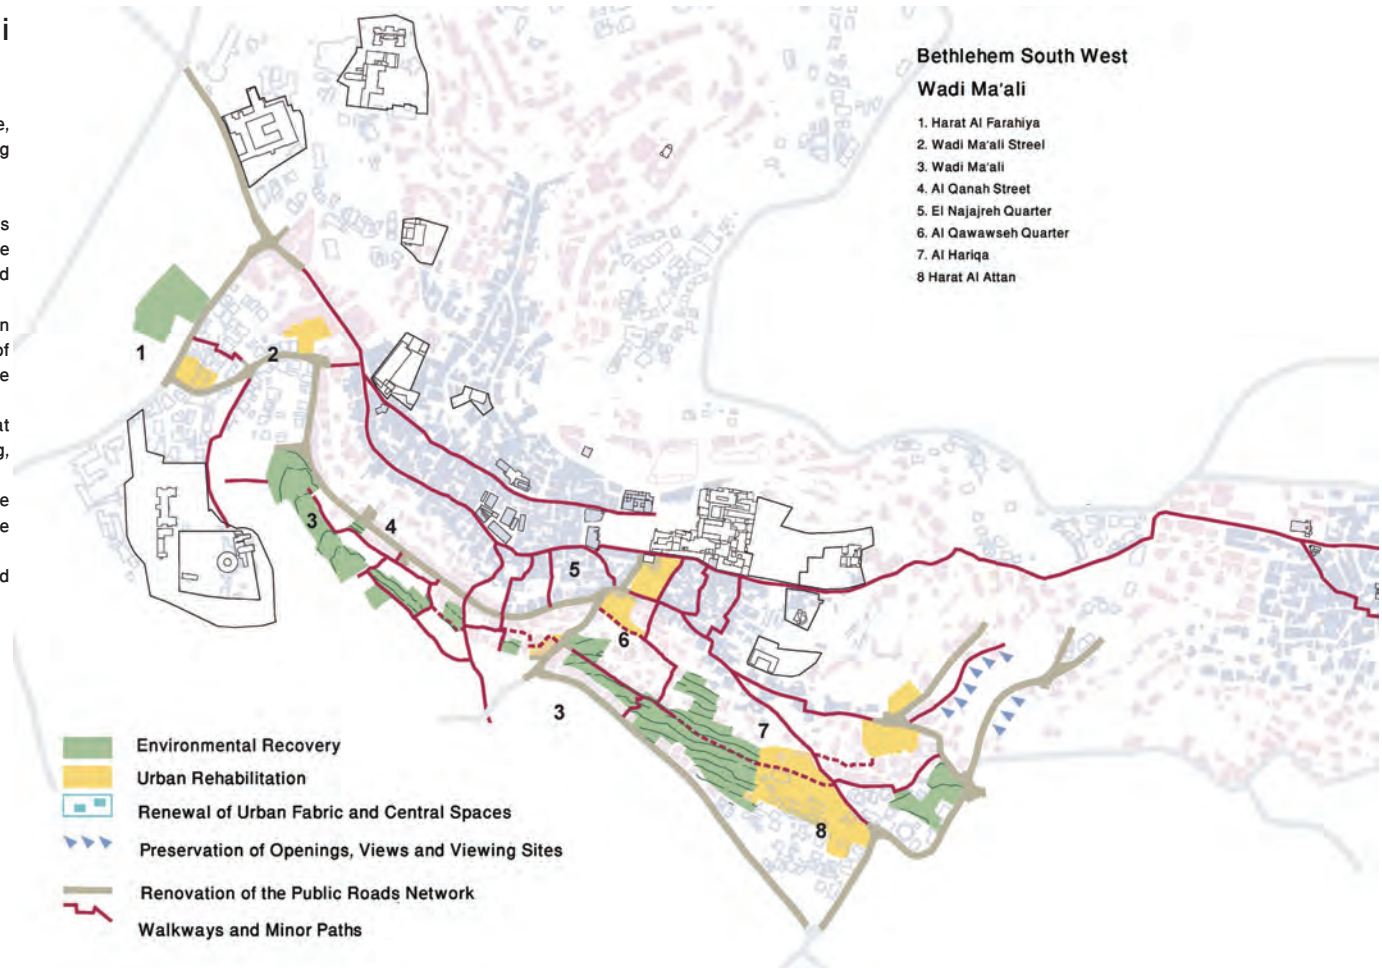 i
e,
g
s
e
d
n
of
e
at
g,
e
e
d
Bethlehem South West
Wadi Ma'ali
1. Harat Al Farahiya
2. Wadi Ma'ali Streel
3. Wadi Ma'ali
4. Al Qanah Street
5. El Najajreh Quarter
6. Al Qawawseh Quarter
7. Al Hariqa
8 Harat Al Attan
1
2
3
4
5
6
3
7
8
Environmental Recovery
Urban Rehabilitation
Renewal of Urban Fabric and Central Spaces
Preservation of Openings, Views and Viewing Sites
Renovation of the Public Roads Network
Walkways and Minor Paths